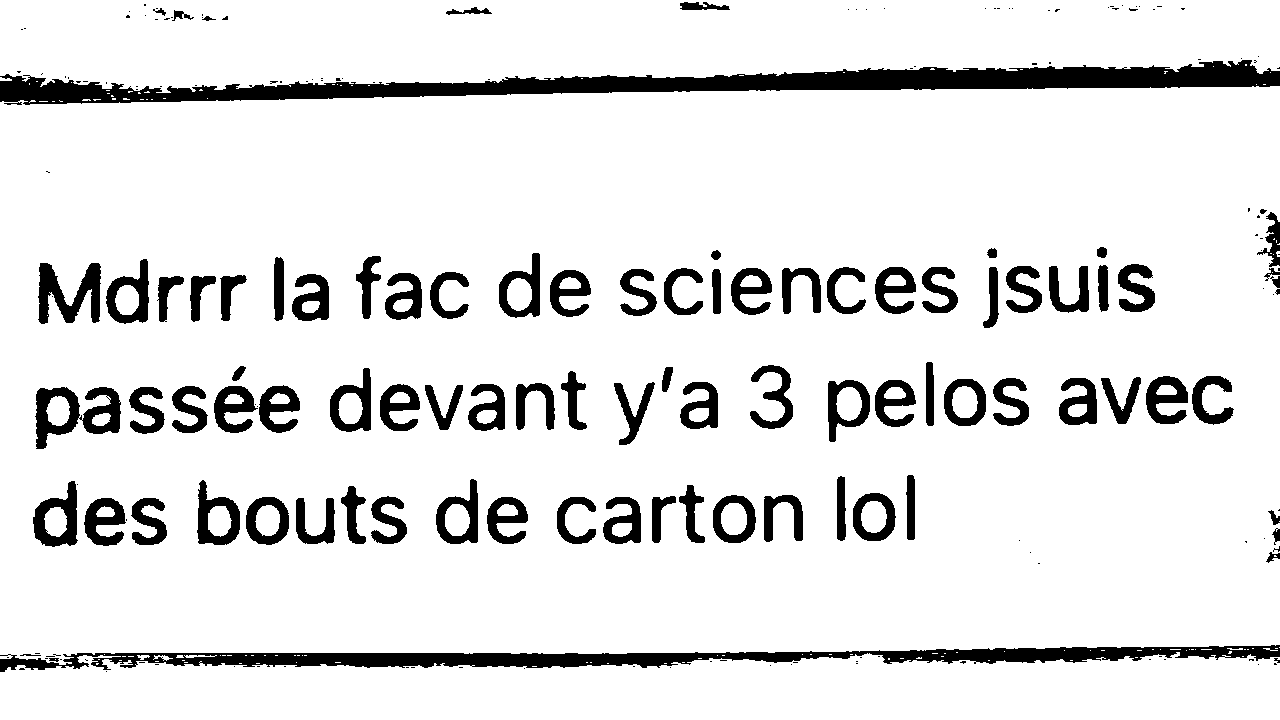 Mdrrr la fac de sciences jsuis
passée devant y'a 3 pelos avec
des bouts de carton lol